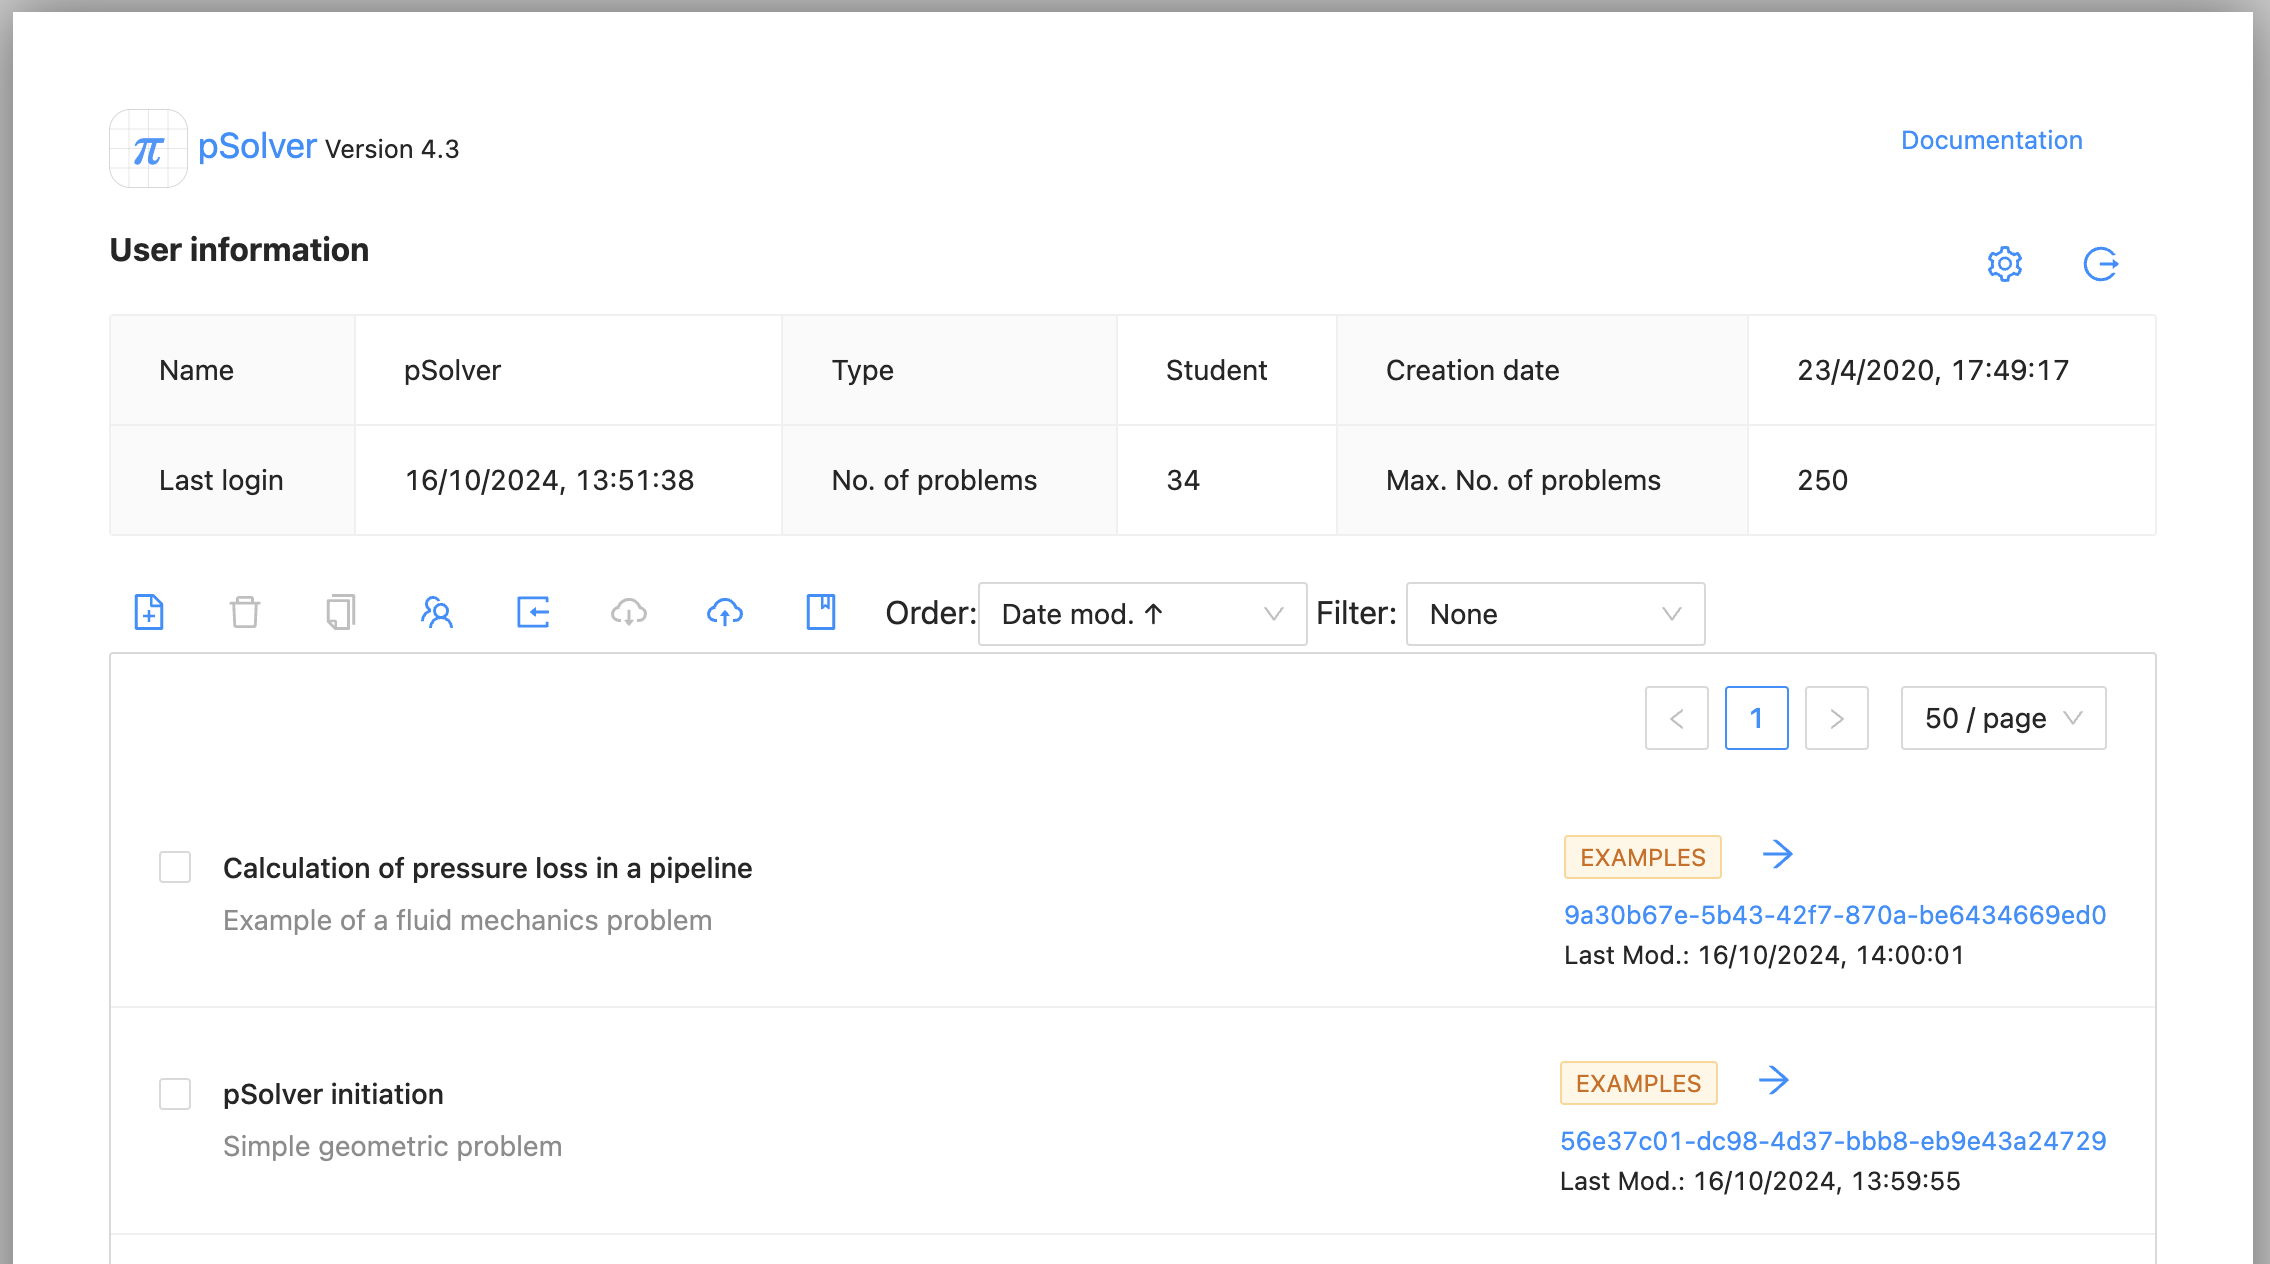 π pSolver Version 4.3
Documentation
User information
Name pSolver Type Student Creation date 23/4/2020, 17:49:17
Last login 16/10/2024, 13:51:38 No. of problems 34 Max. No. of problems 250
Order: Date mod. ↑ Filter: None
< 1 > 50 / page
Calculation of pressure loss in a pipeline
Example of a fluid mechanics problem
EXAMPLES →
9a30b67e-5b43-42f7-870a-be6434669ed0
Last Mod.: 16/10/2024, 14:00:01
pSolver initiation
Simple geometric problem
EXAMPLES →
56e37c01-dc98-4d37-bbb8-eb9e43a24729
Last Mod.: 16/10/2024, 13:59:55